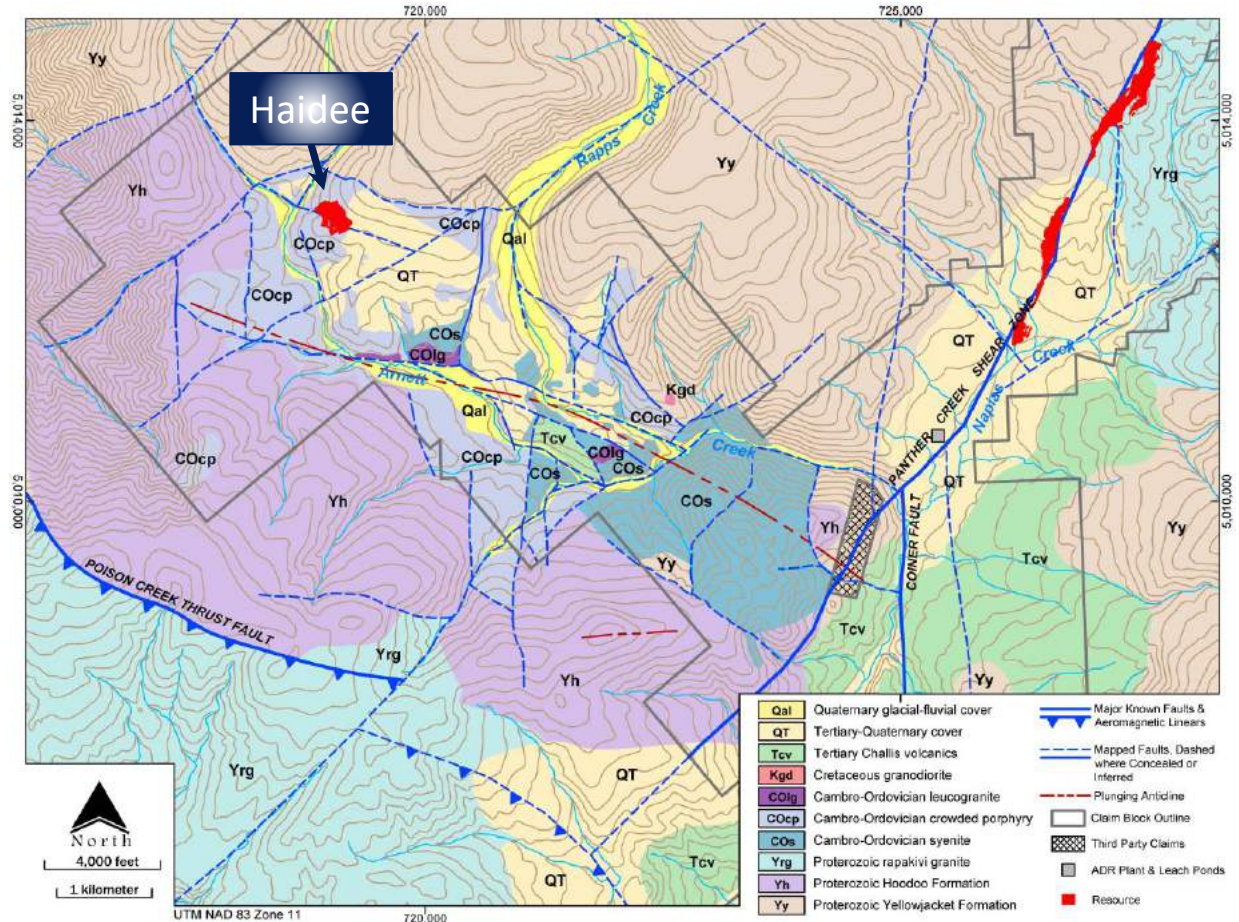 720,000
725,000
Yy
Haidee
5,014,000
5,014,000
Rapps Creek
Yh
Yy
Yrg
COcp
COcp
Qal
QT
COcp
QT
QT
COs
COlg
Arnett
Kgd
COcp
Qal
Tcv
COlg
COs
COs
Creek
COcp
COcp
Yh
COs
Yh
Yy
PANTHER CREEK SHEAR ZONE
Napiss Creek
QT
COINER FAULT
5,010,000
5,010,000
Tcv
Yy
Tcv
Yy
POISON CREEK THRUST FAULT
Yrg
Yh
Yrg
QT
QT
Tcv
North
4,000 feet
1 kilometer
UTM NAD 83 Zone 11
720,000
Qal Quaternary glacial-fluvial cover
QT Tertiary-Quaternary cover
Tcv Tertiary Challis volcanics
Kgd Cretaceous granodiorite
COlg Cambro-Ordovician leucogranite
COcp Cambro-Ordovician crowded porphyry
COs Cambro-Ordovician syenite
Yrg Proterozoic rapakivi granite
Yh Proterozoic Hoodoo Formation
Yy Proterozoic Yellowjacket Formation
Major Known Faults &
Aeromagnetic Linears
Mapped Faults, Dashed
where Concealed or
Inferred
Plunging Anticline
Claim Block Outline
Third Party Claims
ADR Plant & Leach Ponds
Resource